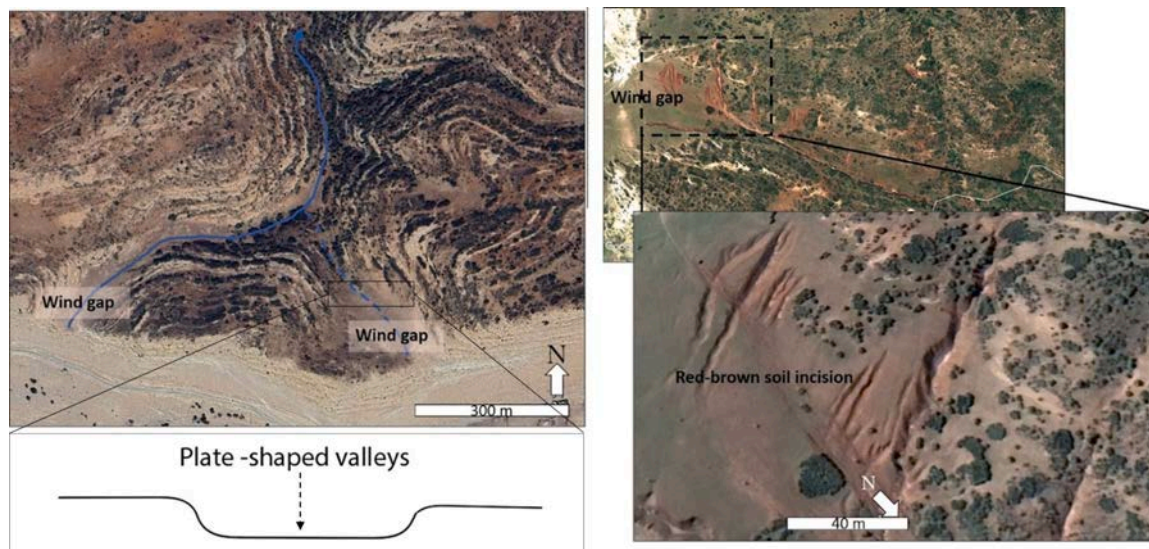 Wind gap
Wind gap
N
300 m
Plate -shaped valleys
Wind gap
Red-brown soil incision
N
40 m